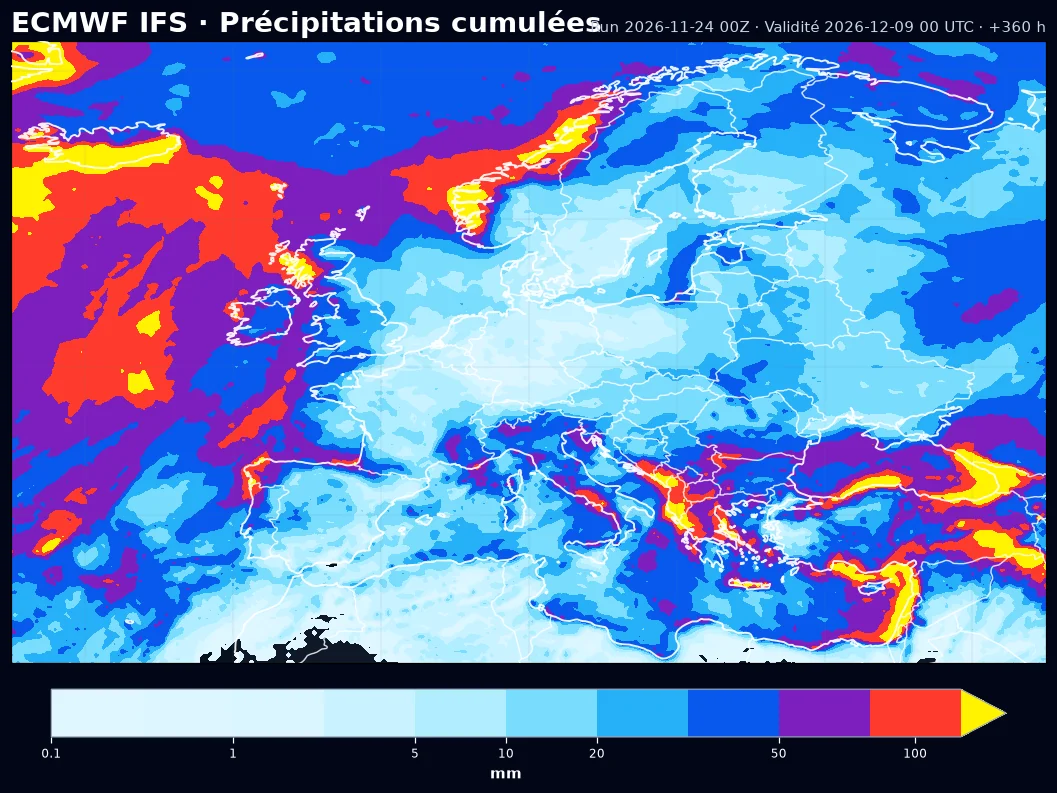 ECMWF IFS · Précipitations cumulées
Run 2026-11-24 00Z · Validité 2026-12-09 00 UTC · +360 h
0.1 1 5 10 20 50 100
mm